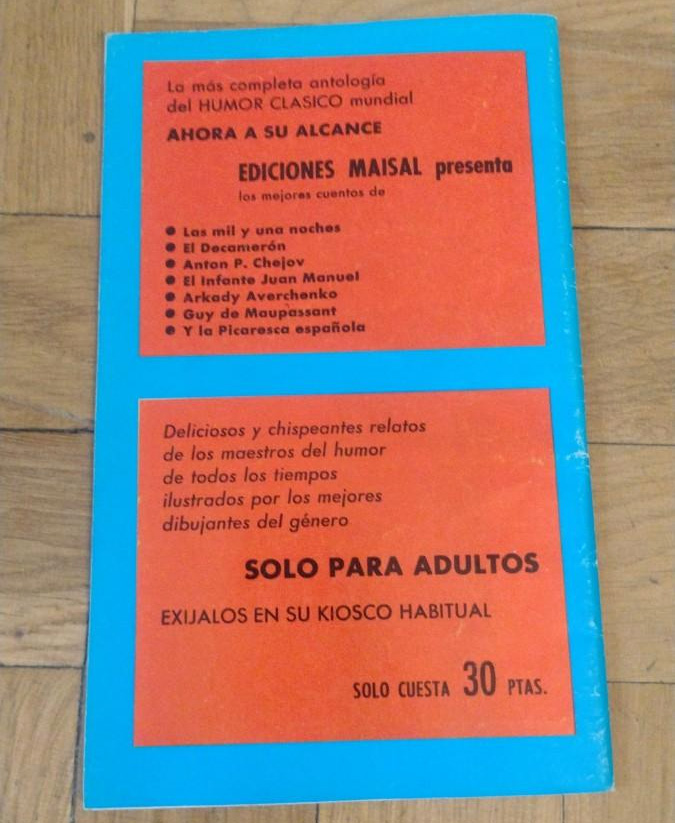 La más completa antología
del HUMOR CLASICO mundial
AHORA A SU ALCANCE
EDICIONES MAISAL presenta
los mejores cuentos de
● Las mil y una noches
● El Decamerón
● Anton P. Chejov
● El Infante Juan Manuel
● Arkady Averchenko
● Guy de Maupassant
● Y la Picaresca española
Deliciosos y chispeantes relatos
de los maestros del humor
de todos los tiempos
ilustrados por los mejores
dibujantes del género
SOLO PARA ADULTOS
EXIJALOS EN SU KIOSCO HABITUAL
SOLO CUESTA 30 PTAS.